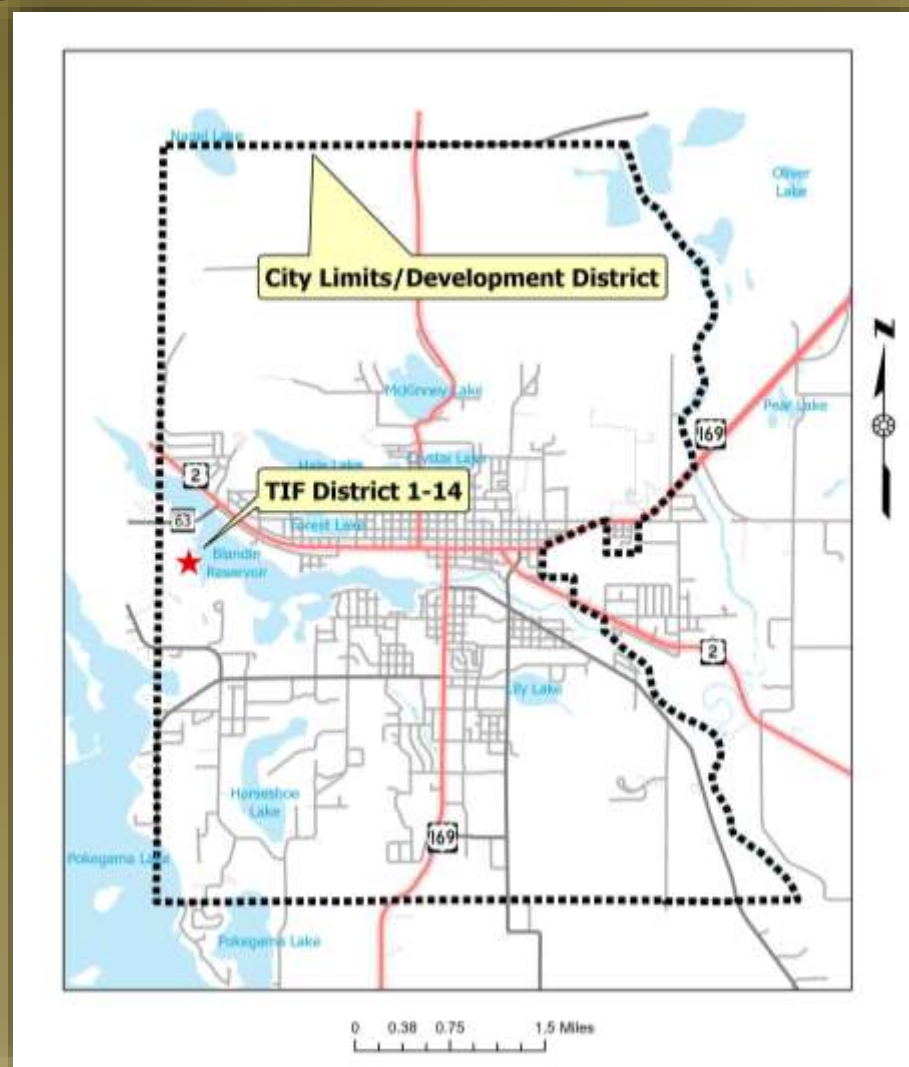 Nagel Lake
Oliver
Lake
City Limits/Development District
Z
McKinney Lake
Pear Lake
169
Crystal Lake
Hale Lake
2
TIF District 1-14
63
Forest Lake
Blandin
Reservoir
2
Lily Lake
Horseshoe
Lake
169
Pokegama Lake
Pokegama Lake
0 0.38 0.75 1.5 Miles